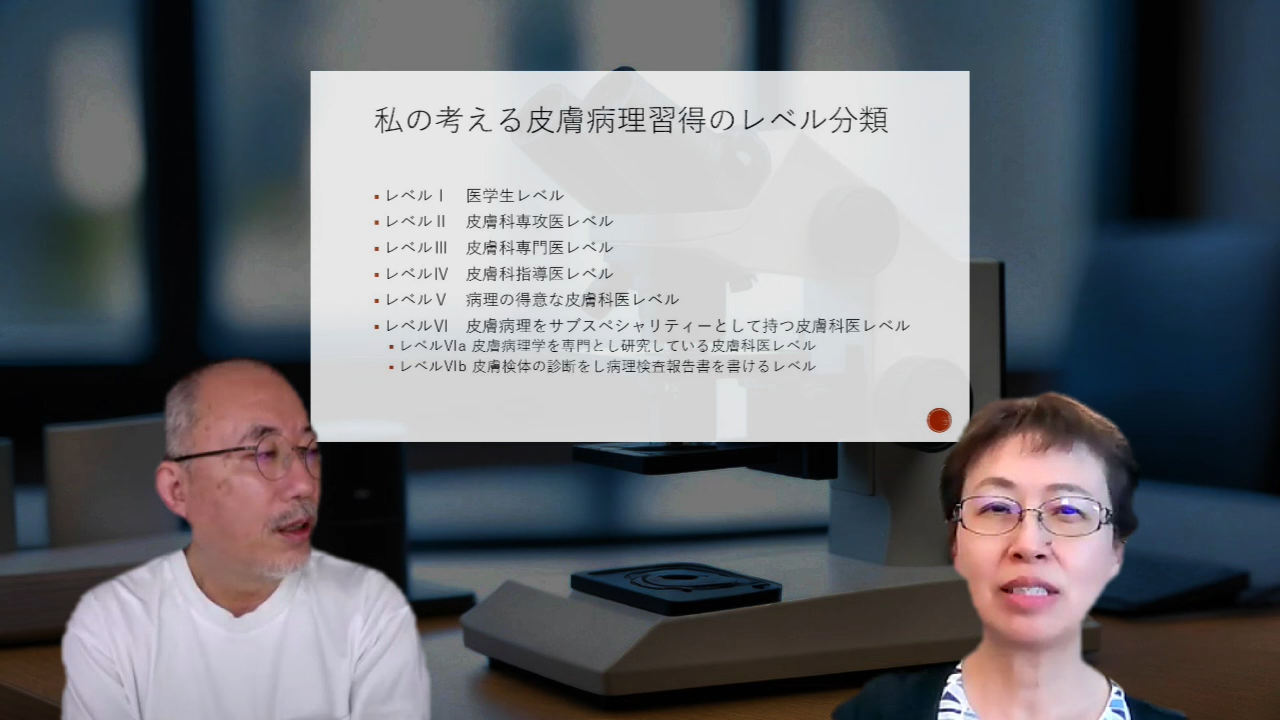 私の考える皮膚病理習得のレベル分類
レベルⅠ 医学生レベル
レベルⅡ 皮膚科専攻医レベル
レベルⅢ 皮膚科専門医レベル
レベルⅣ 皮膚科指導医レベル
レベルⅤ 病理の得意な皮膚科医レベル
レベルⅥ 皮膚病理をサブスペシャリティーとして持つ皮膚科医レベル
レベルⅥa 皮膚病理学を専門とし研究している皮膚科医レベル
レベルⅥb 皮膚検体の診断をし病理検査報告書を書けるレベル